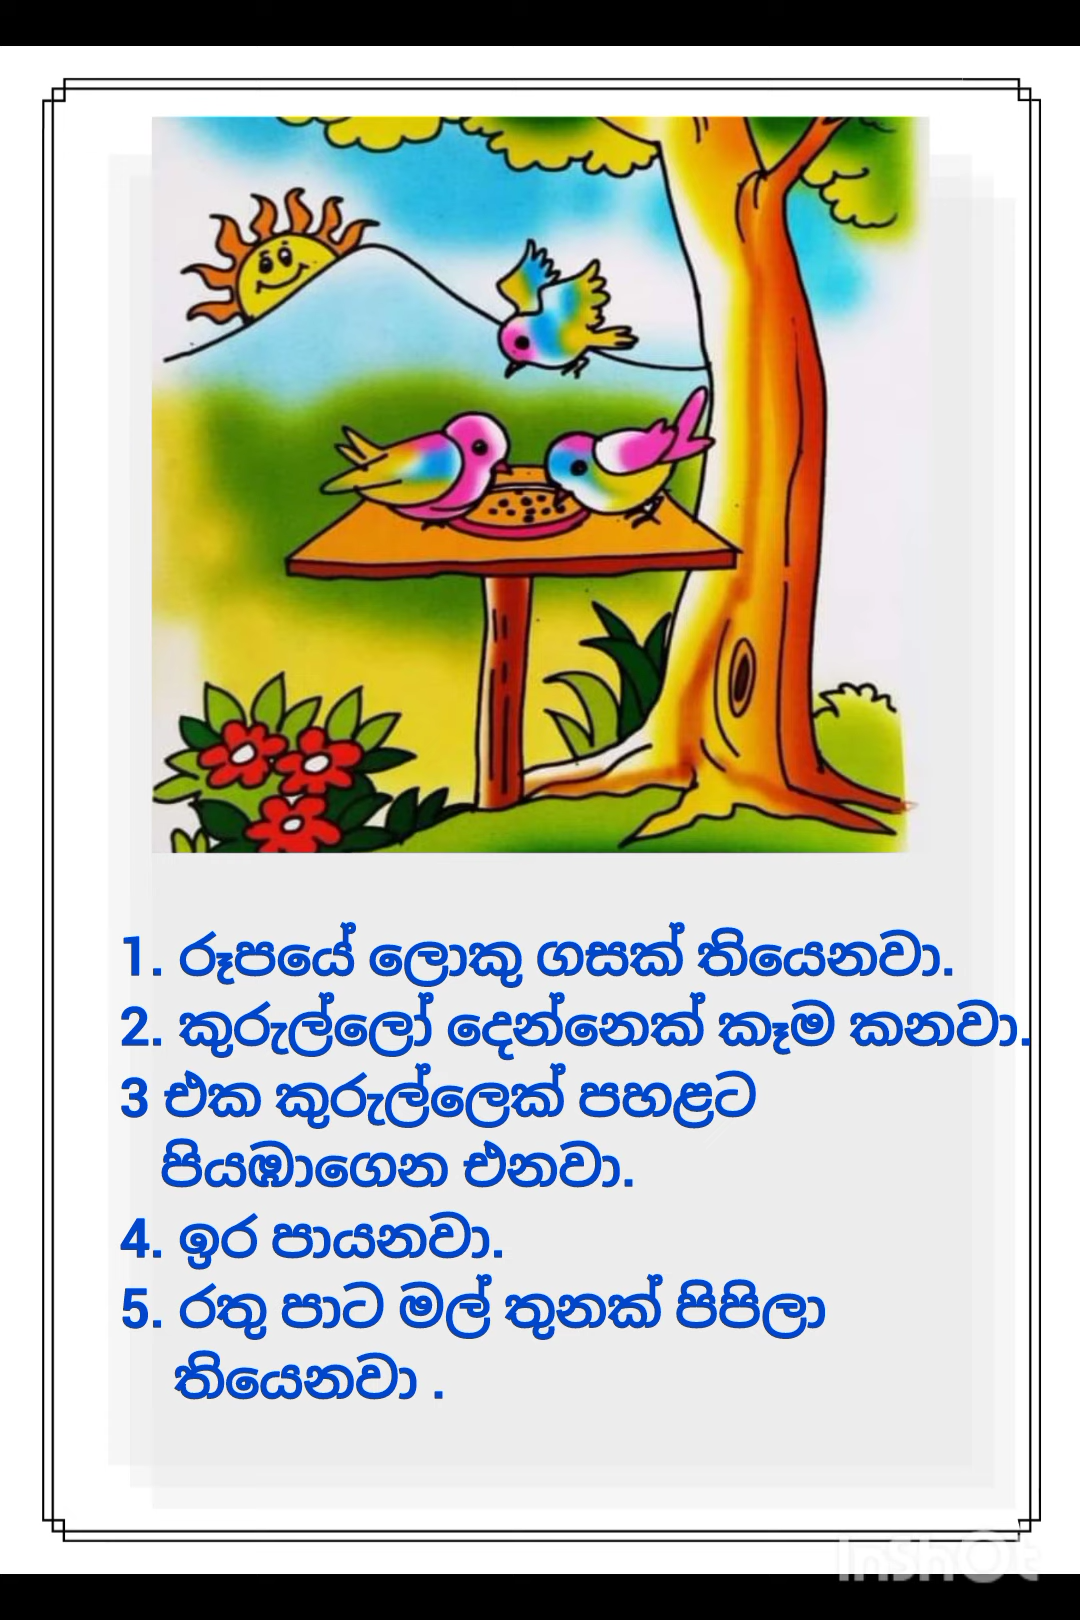 1. රූපයේ ලොකු ගසක් තියෙනවා.
2. කුරුල්ලෝ දෙන්නෙක් කෑම කනවා.
3 එක කුරුල්ලෙක් පහළට
පියඹාගෙන එනවා.
4. ඉර පායනවා.
5. රතු පාට මල් තුනක් පිපිලා
තියෙනවා .
InShOt